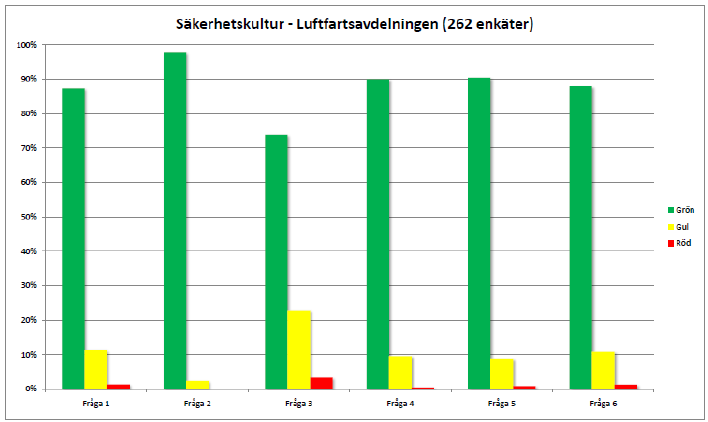 Säkerhetskultur - Luftfartsavdelningen (262 enkäter)
100%
90%
80%
70%
60%
50%
40%
30%
20%
10%
0%
Fråga 1
Fråga 2
Fråga 3
Fråga 4
Fråga 5
Fråga 6
Grön
Gul
Röd